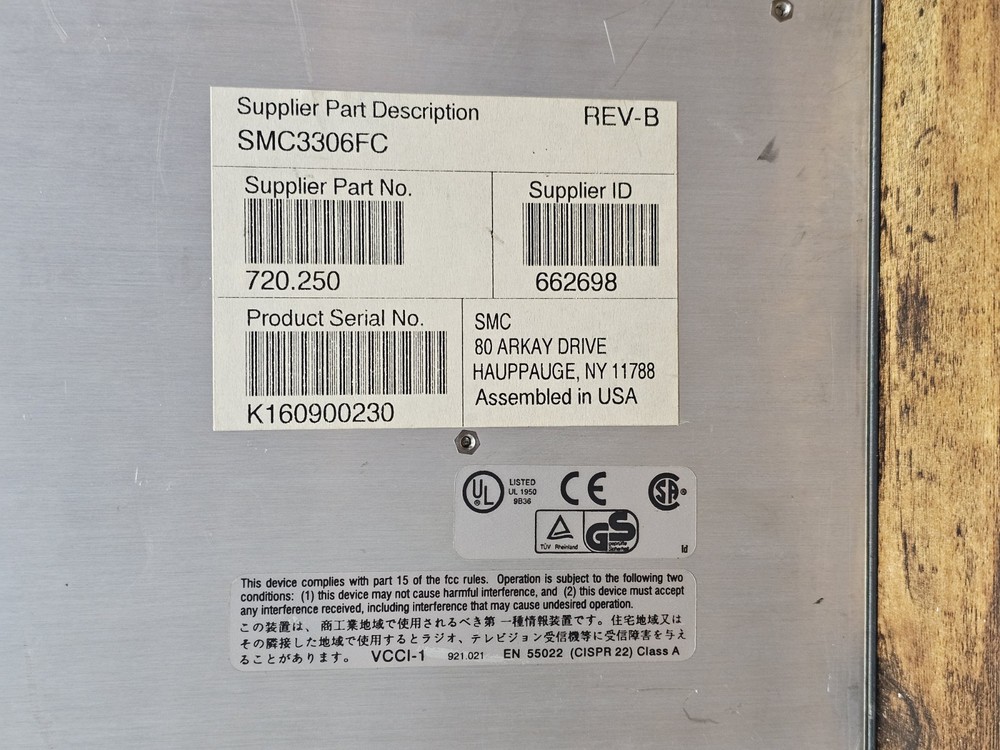 Supplier Part Description
REV-B
SMC3306FC
Supplier Part No.
720.250
Supplier ID
662698
Product Serial No.
K160900230
SMC
80 ARKAY DRIVE
HAUPPAUGE, NY 11788
Assembled in USA
UL
LISTED
UL 1950
9B36
CE
SA
TÜV Rheinland
GS
geprüfte
Sicherheit
ld
This device complies with part 15 of the fcc rules. Operation is subject to the following two
conditions: (1) this device may not cause harmful interference, and (2) this device must accept
any interference received, including interference that may cause undesired operation.
この装置は、商工業地域で使用されるべき第一種情報装置です。住宅地域又は
その隣接した地域で使用するとラジオ、テレビジョン受信機等に受信障害を与え
ることがあります。 VCCI-1 921.021 EN 55022 (CISPR 22) Class A